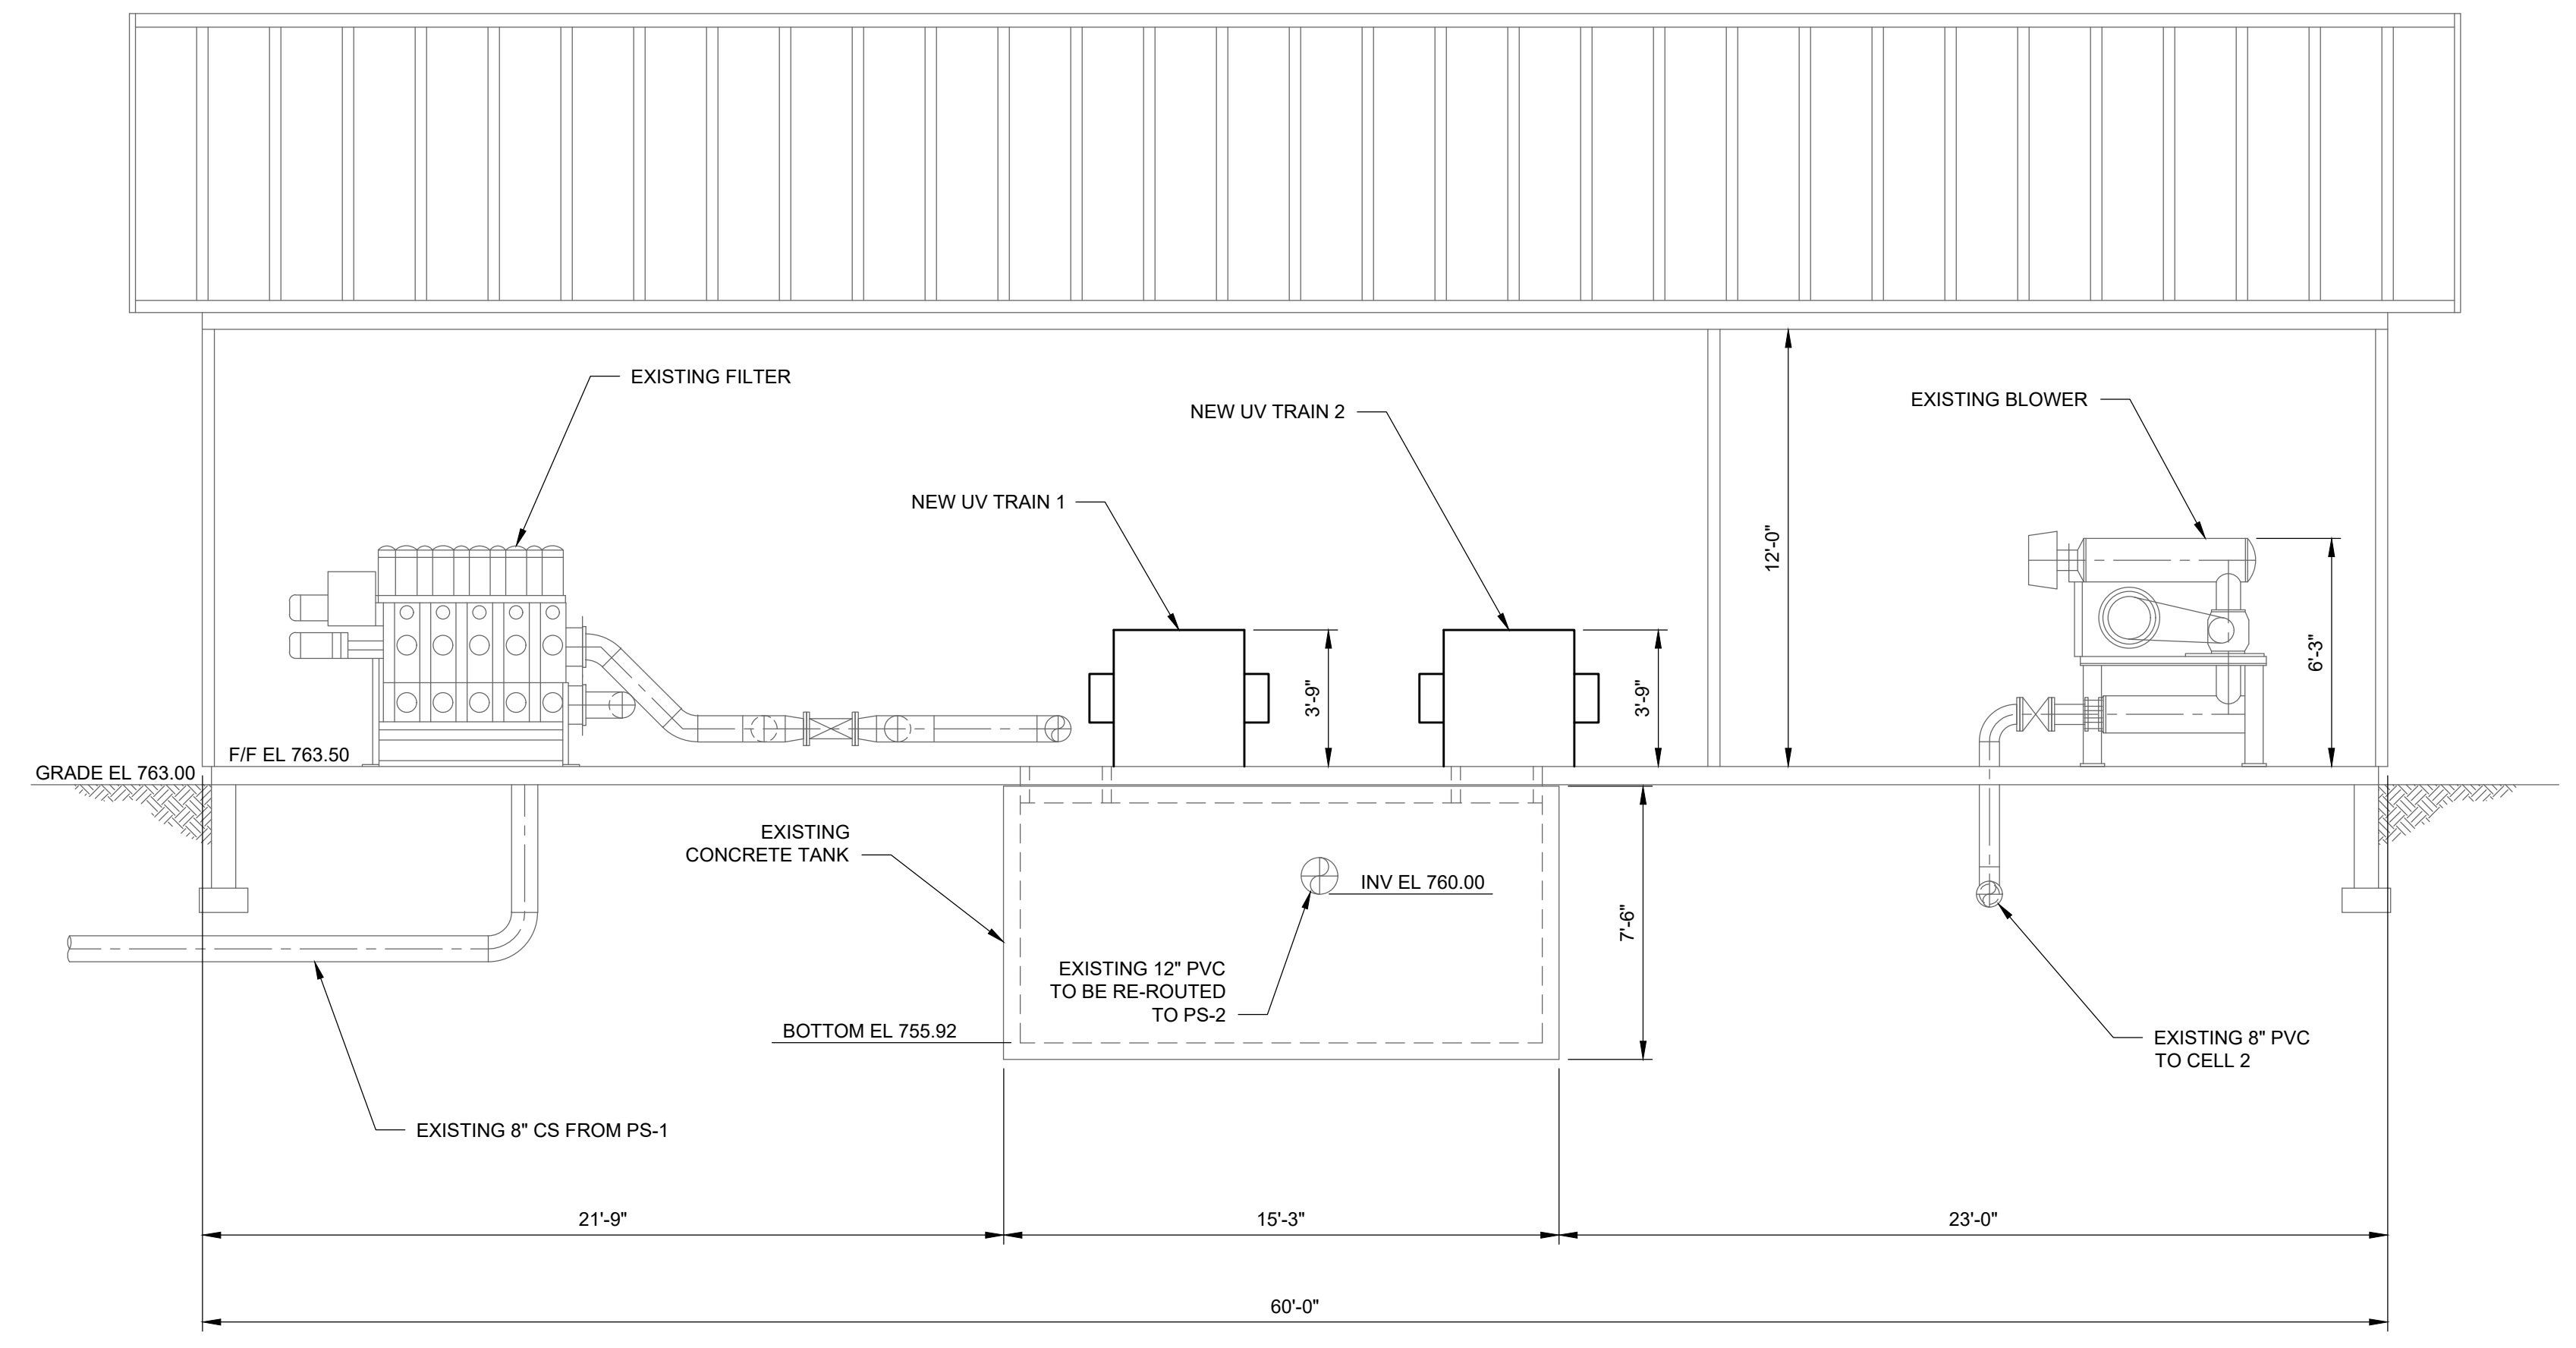 EXISTING FILTER
NEW UV TRAIN 2
EXISTING BLOWER
NEW UV TRAIN 1
12'-0"
6'-3"
3'-9"
3'-9"
F/F EL 763.50
GRADE EL 763.00
EXISTING
CONCRETE TANK
INV EL 760.00
7'-6"
EXISTING 12" PVC
TO BE RE-ROUTED
TO PS-2
BOTTOM EL 755.92
EXISTING 8" PVC
TO CELL 2
EXISTING 8" CS FROM PS-1
21'-9"
15'-3"
23'-0"
60'-0"